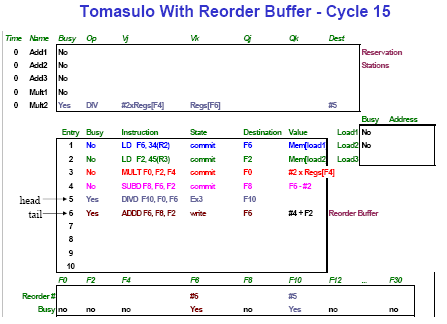 Tomasulo With Reorder Buffer - Cycle 15
Time Name Busy Op Vj Vk Qj Qk Dest
0 Add1 No Reservation
0 Add2 No Stations
0 Add3 No
0 Mult1 No
0 Mult2 Yes DIV #2xRegs[F4] Regs[F6] #5
Busy Address
Load1 No
Load2 No
Load3
Entry Busy Instruction State Destination Value
1 No LD F6, 34(R2) commit F6 Mem[load1]
2 No LD F2, 45(R3) commit F2 Mem[load2]
3 No MULT F0, F2, F4 commit F0 #2 x Regs[F4]
4 No SUBD F8, F6, F2 commit F8 F6 - #2
head 5 Yes DIVD F10, F0, F6 Ex3 F10
tail 6 Yes ADDD F6, F8, F2 write F6 #4 + F2 Reorder Buffer
7
8
9
10
F0 F2 F4 F6 F8 F10 F12 ... F30
Reorder # #6 #5
Busy no no no Yes no Yes no no